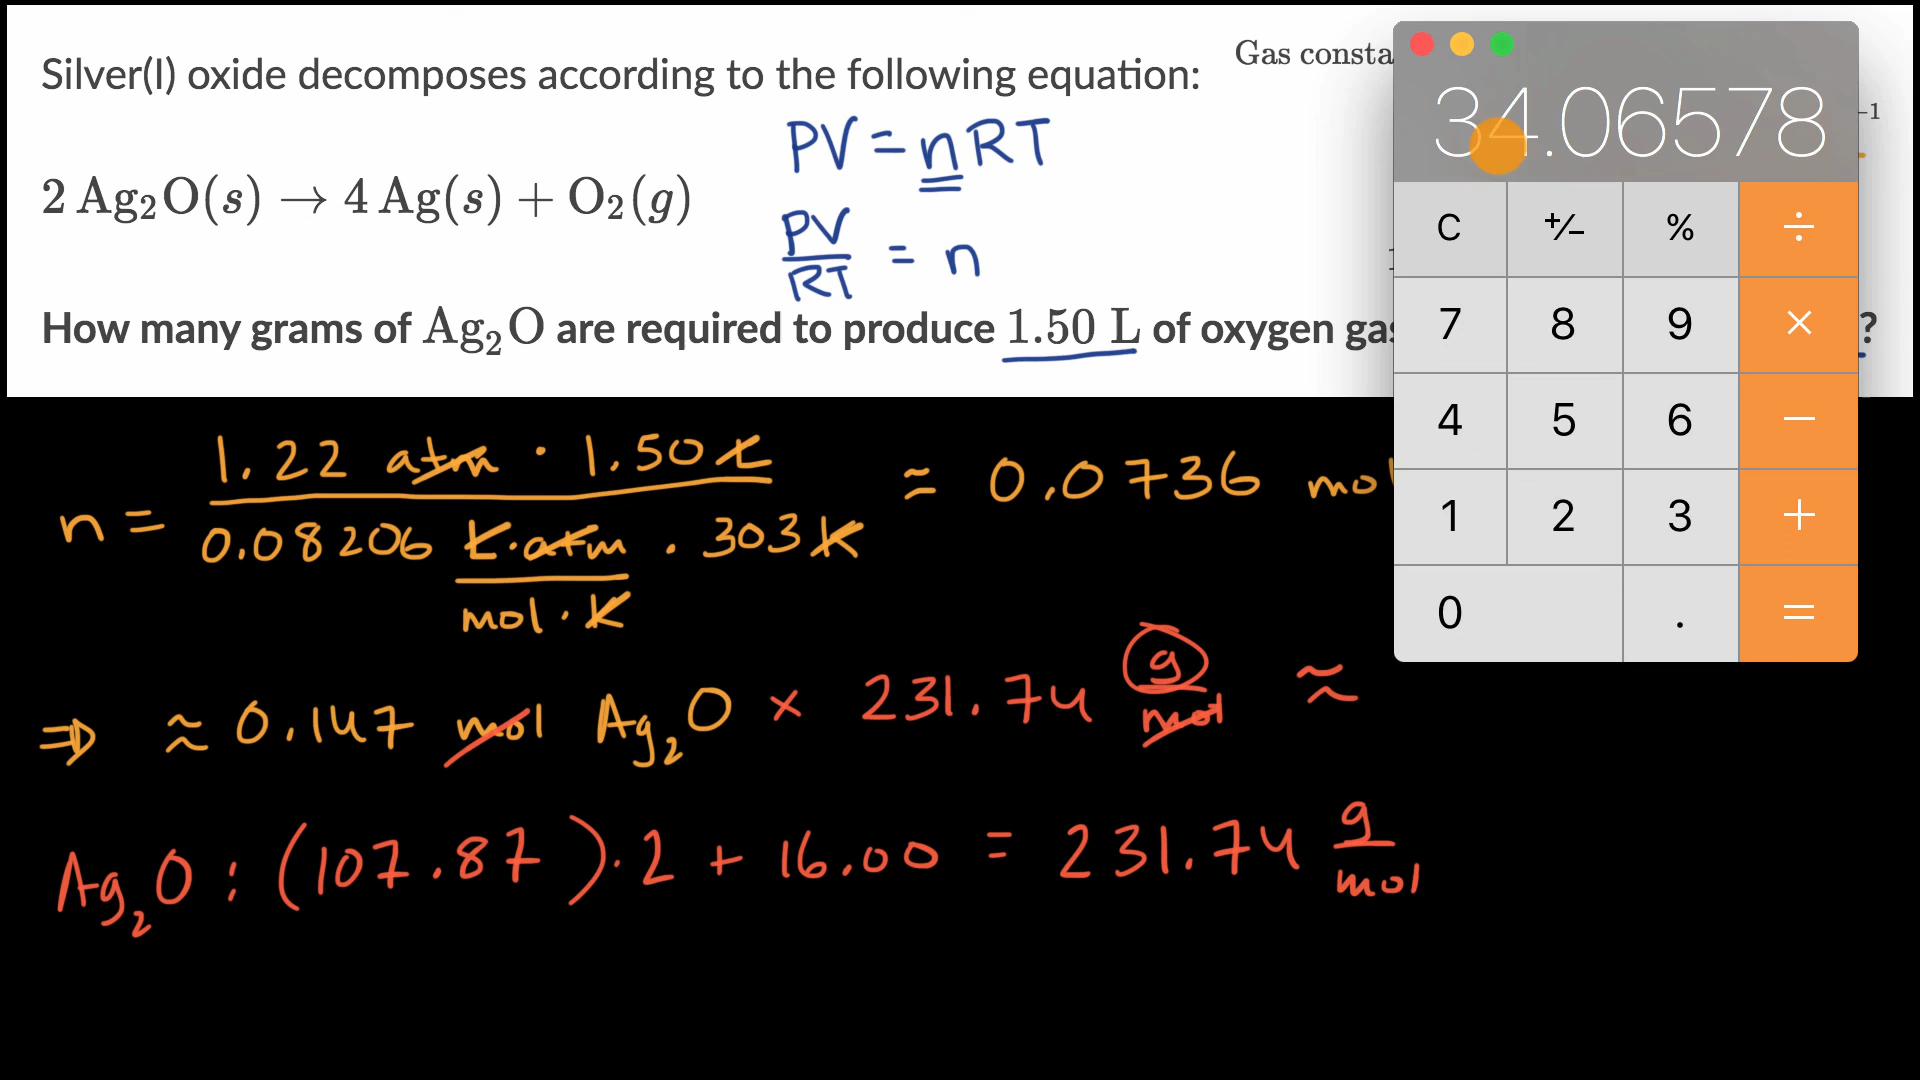 Silver(I) oxide decomposes according to the following equation:
Gas consta
−1
PV = nRT
2 Ag₂O(s) → 4 Ag(s) + O₂(g)
PV/RT = n
How many grams of Ag₂O are required to produce 1.50 L of oxygen gas
?
n = (1.22 atm · 1.50 L)/(0.08206 (L·atm)/(mol·K) · 303 K) ≈ 0.0736 mol
⇒ ≈ 0.147 mol Ag₂O × 231.74 g/mol ≈
Ag₂O : (107.87)·2 + 16.00 = 231.74 g/mol
34.06578
C +/− % ÷
7 8 9 ×
4 5 6 −
1 2 3 +
0 . =